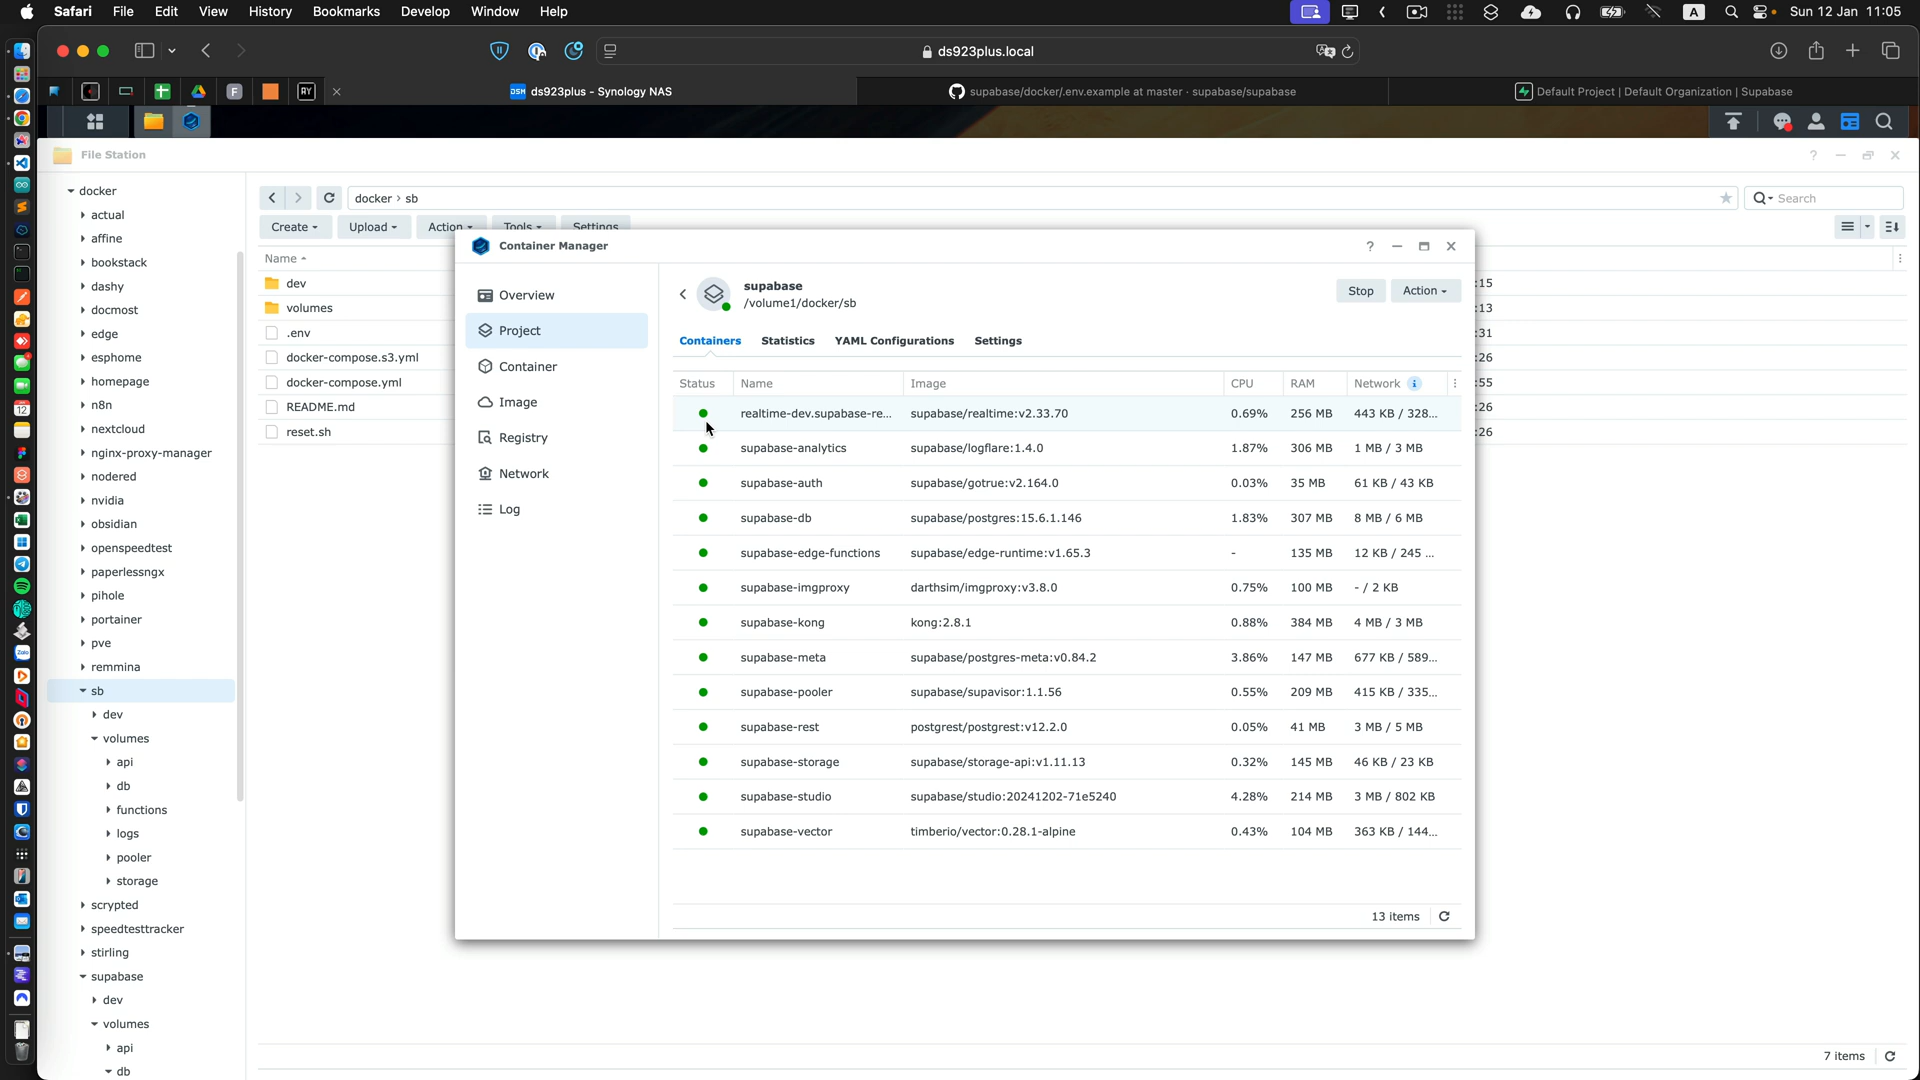 Safari File Edit View History Bookmarks Develop Window Help
A Sun 12 Jan 11:05
ds923plus.local
F RY DSM ds923plus - Synology NAS supabase/docker/.env.example at master · supabase/supabase Default Project | Default Organization | Supabase
File Station
docker
actual
affine
bookstack
dashy
docmost
edge
esphome
homepage
n8n
nextcloud
nginx-proxy-manager
nodered
nvidia
obsidian
openspeedtest
paperlessngx
pihole
portainer
pve
remmina
sb
dev
volumes
api
db
functions
logs
pooler
storage
scrypted
speedtesttracker
stirling
supabase
dev
volumes
api
db
docker › sb
Search
Create Upload Action Tools Settings
Name
dev
volumes
.env
docker-compose.s3.yml
docker-compose.yml
README.md
reset.sh
:15
:13
:31
:26
:55
:26
:26
Container Manager
Overview
Project
Container
Image
Registry
Network
Log
supabase
/volume1/docker/sb
Stop Action
Containers Statistics YAML Configurations Settings
Status Name Image CPU RAM Network
realtime-dev.supabase-re... supabase/realtime:v2.33.70 0.69% 256 MB 443 KB / 328...
supabase-analytics supabase/logflare:1.4.0 1.87% 306 MB 1 MB / 3 MB
supabase-auth supabase/gotrue:v2.164.0 0.03% 35 MB 61 KB / 43 KB
supabase-db supabase/postgres:15.6.1.146 1.83% 307 MB 8 MB / 6 MB
supabase-edge-functions supabase/edge-runtime:v1.65.3 - 135 MB 12 KB / 245 ...
supabase-imgproxy darthsim/imgproxy:v3.8.0 0.75% 100 MB - / 2 KB
supabase-kong kong:2.8.1 0.88% 384 MB 4 MB / 3 MB
supabase-meta supabase/postgres-meta:v0.84.2 3.86% 147 MB 677 KB / 589...
supabase-pooler supabase/supavisor:1.1.56 0.55% 209 MB 415 KB / 335...
supabase-rest postgrest/postgrest:v12.2.0 0.05% 41 MB 3 MB / 5 MB
supabase-storage supabase/storage-api:v1.11.13 0.32% 145 MB 46 KB / 23 KB
supabase-studio supabase/studio:20241202-71e5240 4.28% 214 MB 3 MB / 802 KB
supabase-vector timberio/vector:0.28.1-alpine 0.43% 104 MB 363 KB / 144...
13 items
7 items